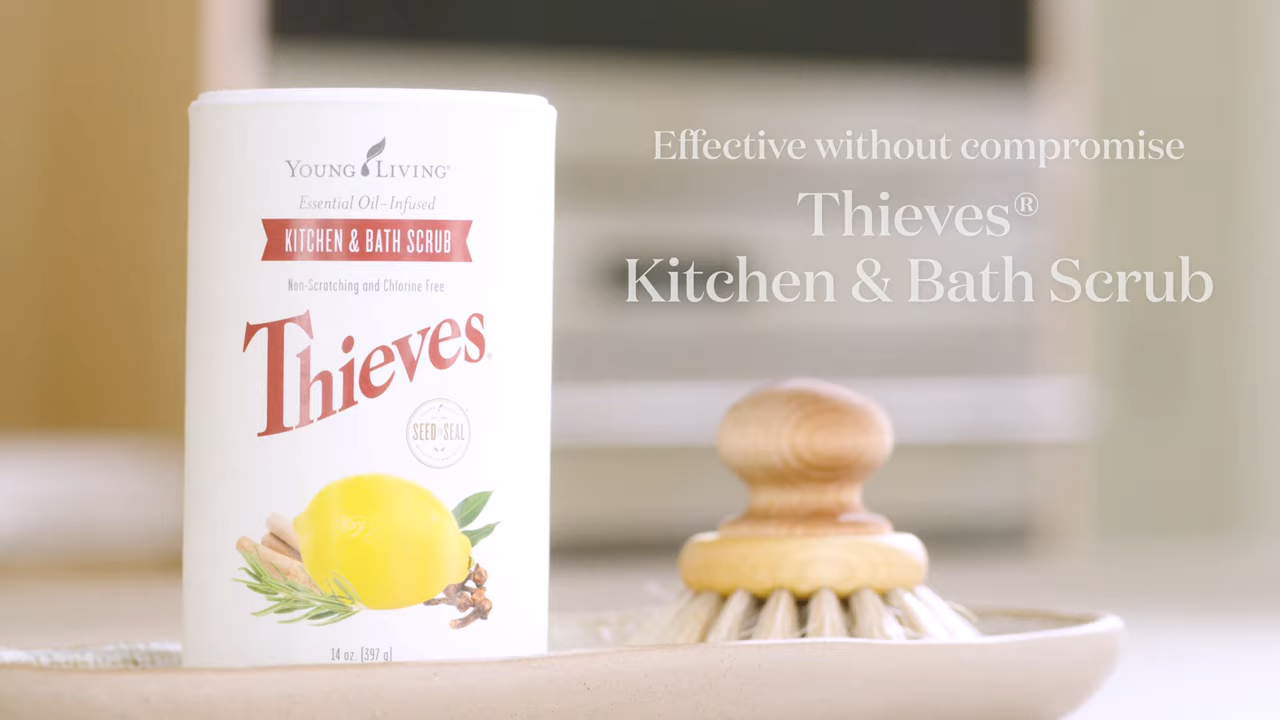 YOUNG LIVING®
Essential Oil-Infused
KITCHEN & BATH SCRUB
Non-Scratching and Chlorine Free
Thieves®
SEED TO SEAL
14 oz. (397 g)
Effective without compromise
Thieves®
Kitchen & Bath Scrub